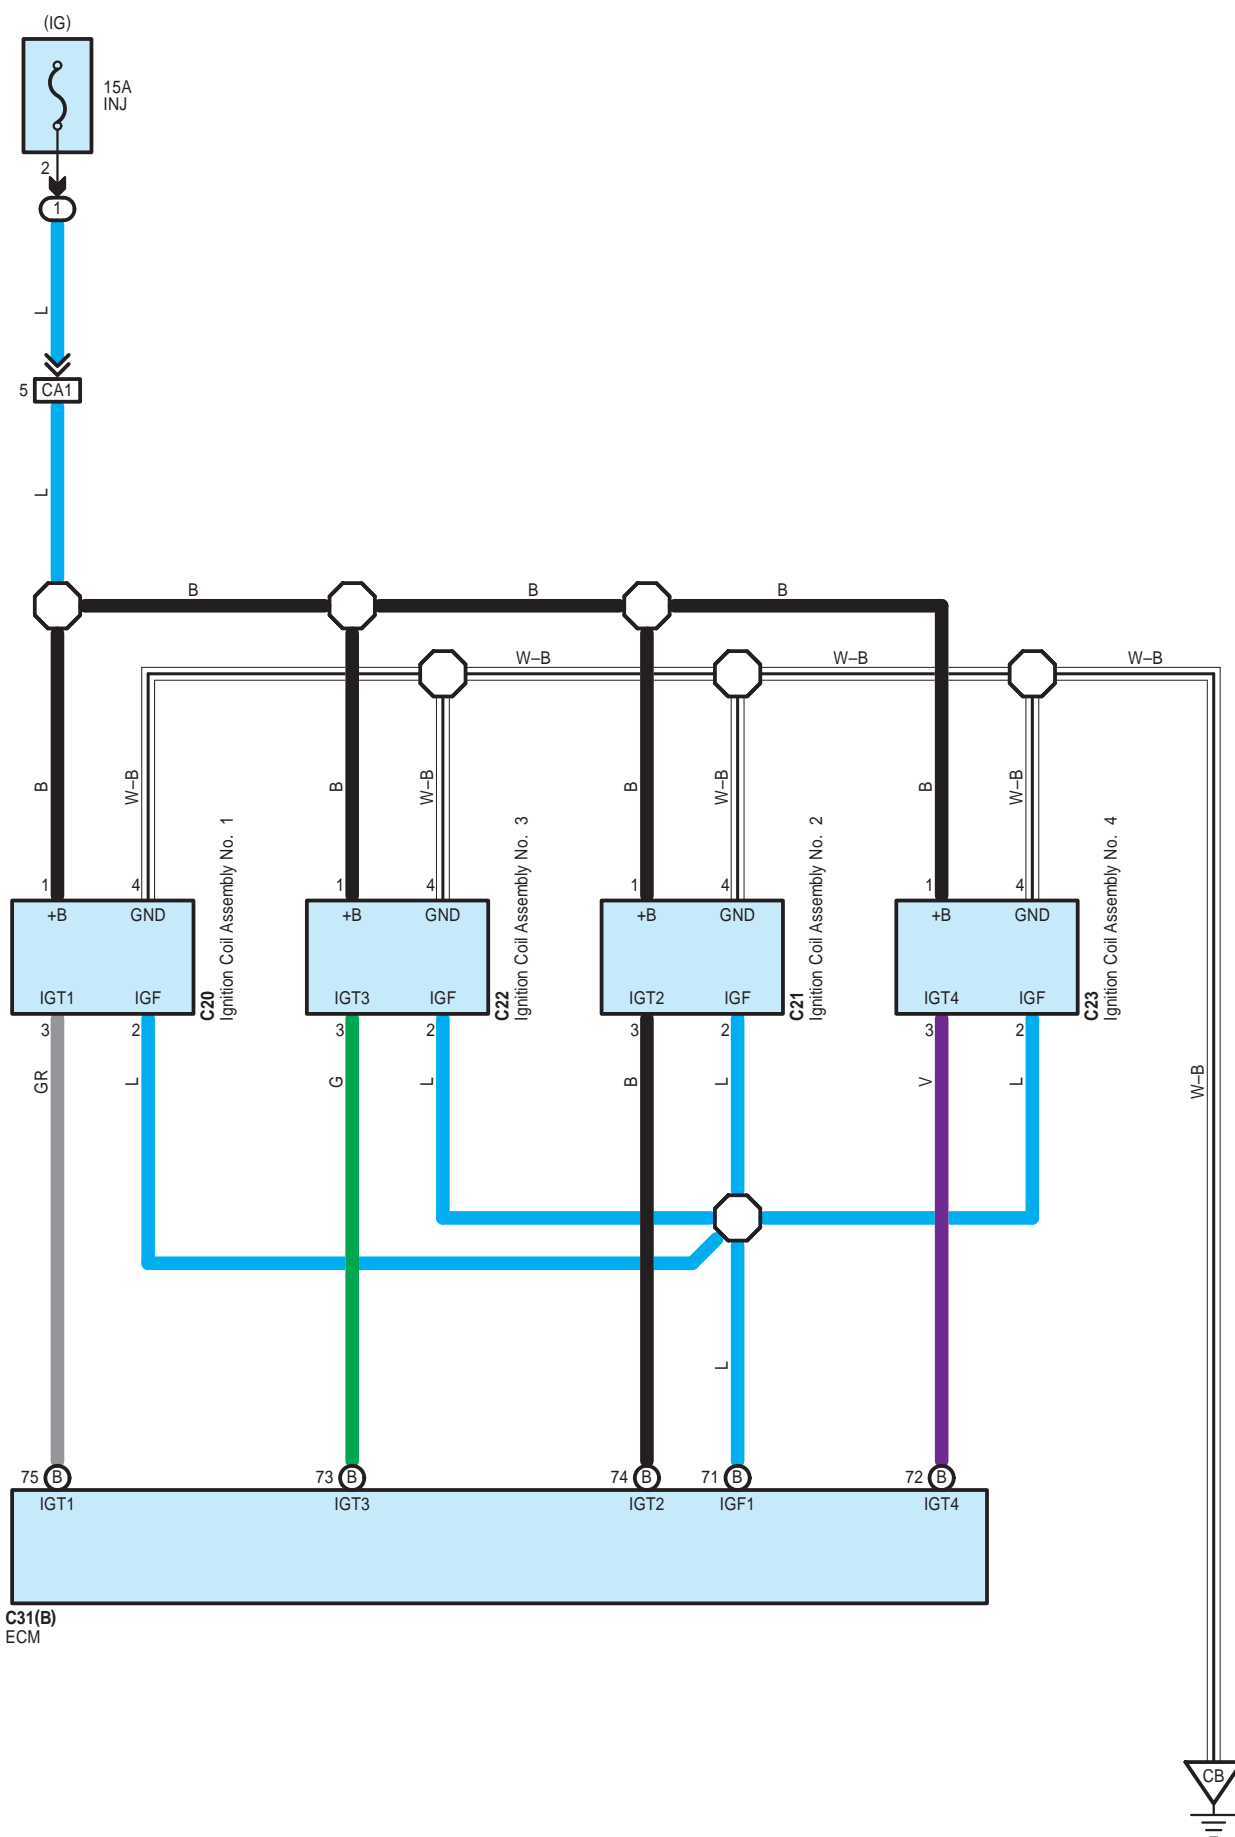 (IG)
15A
INJ
2
1
L
5 CA1
L
B B B
W–B W–B W–B
B W–B B W–B B W–B B W–B
1 4 1 4 1 4 1 4
+B GND +B GND +B GND +B GND
IGT1 IGF IGT3 IGF IGT2 IGF IGT4 IGF
C20
Ignition Coil Assembly No. 1
C22
Ignition Coil Assembly No. 3
C21
Ignition Coil Assembly No. 2
C23
Ignition Coil Assembly No. 4
3 2 3 2 3 2 3 2
GR L G L B L V L
W–B
L
75 B 73 B 74 B 71 B 72 B
IGT1 IGT3 IGT2 IGF1 IGT4
C31(B)
ECM
CB